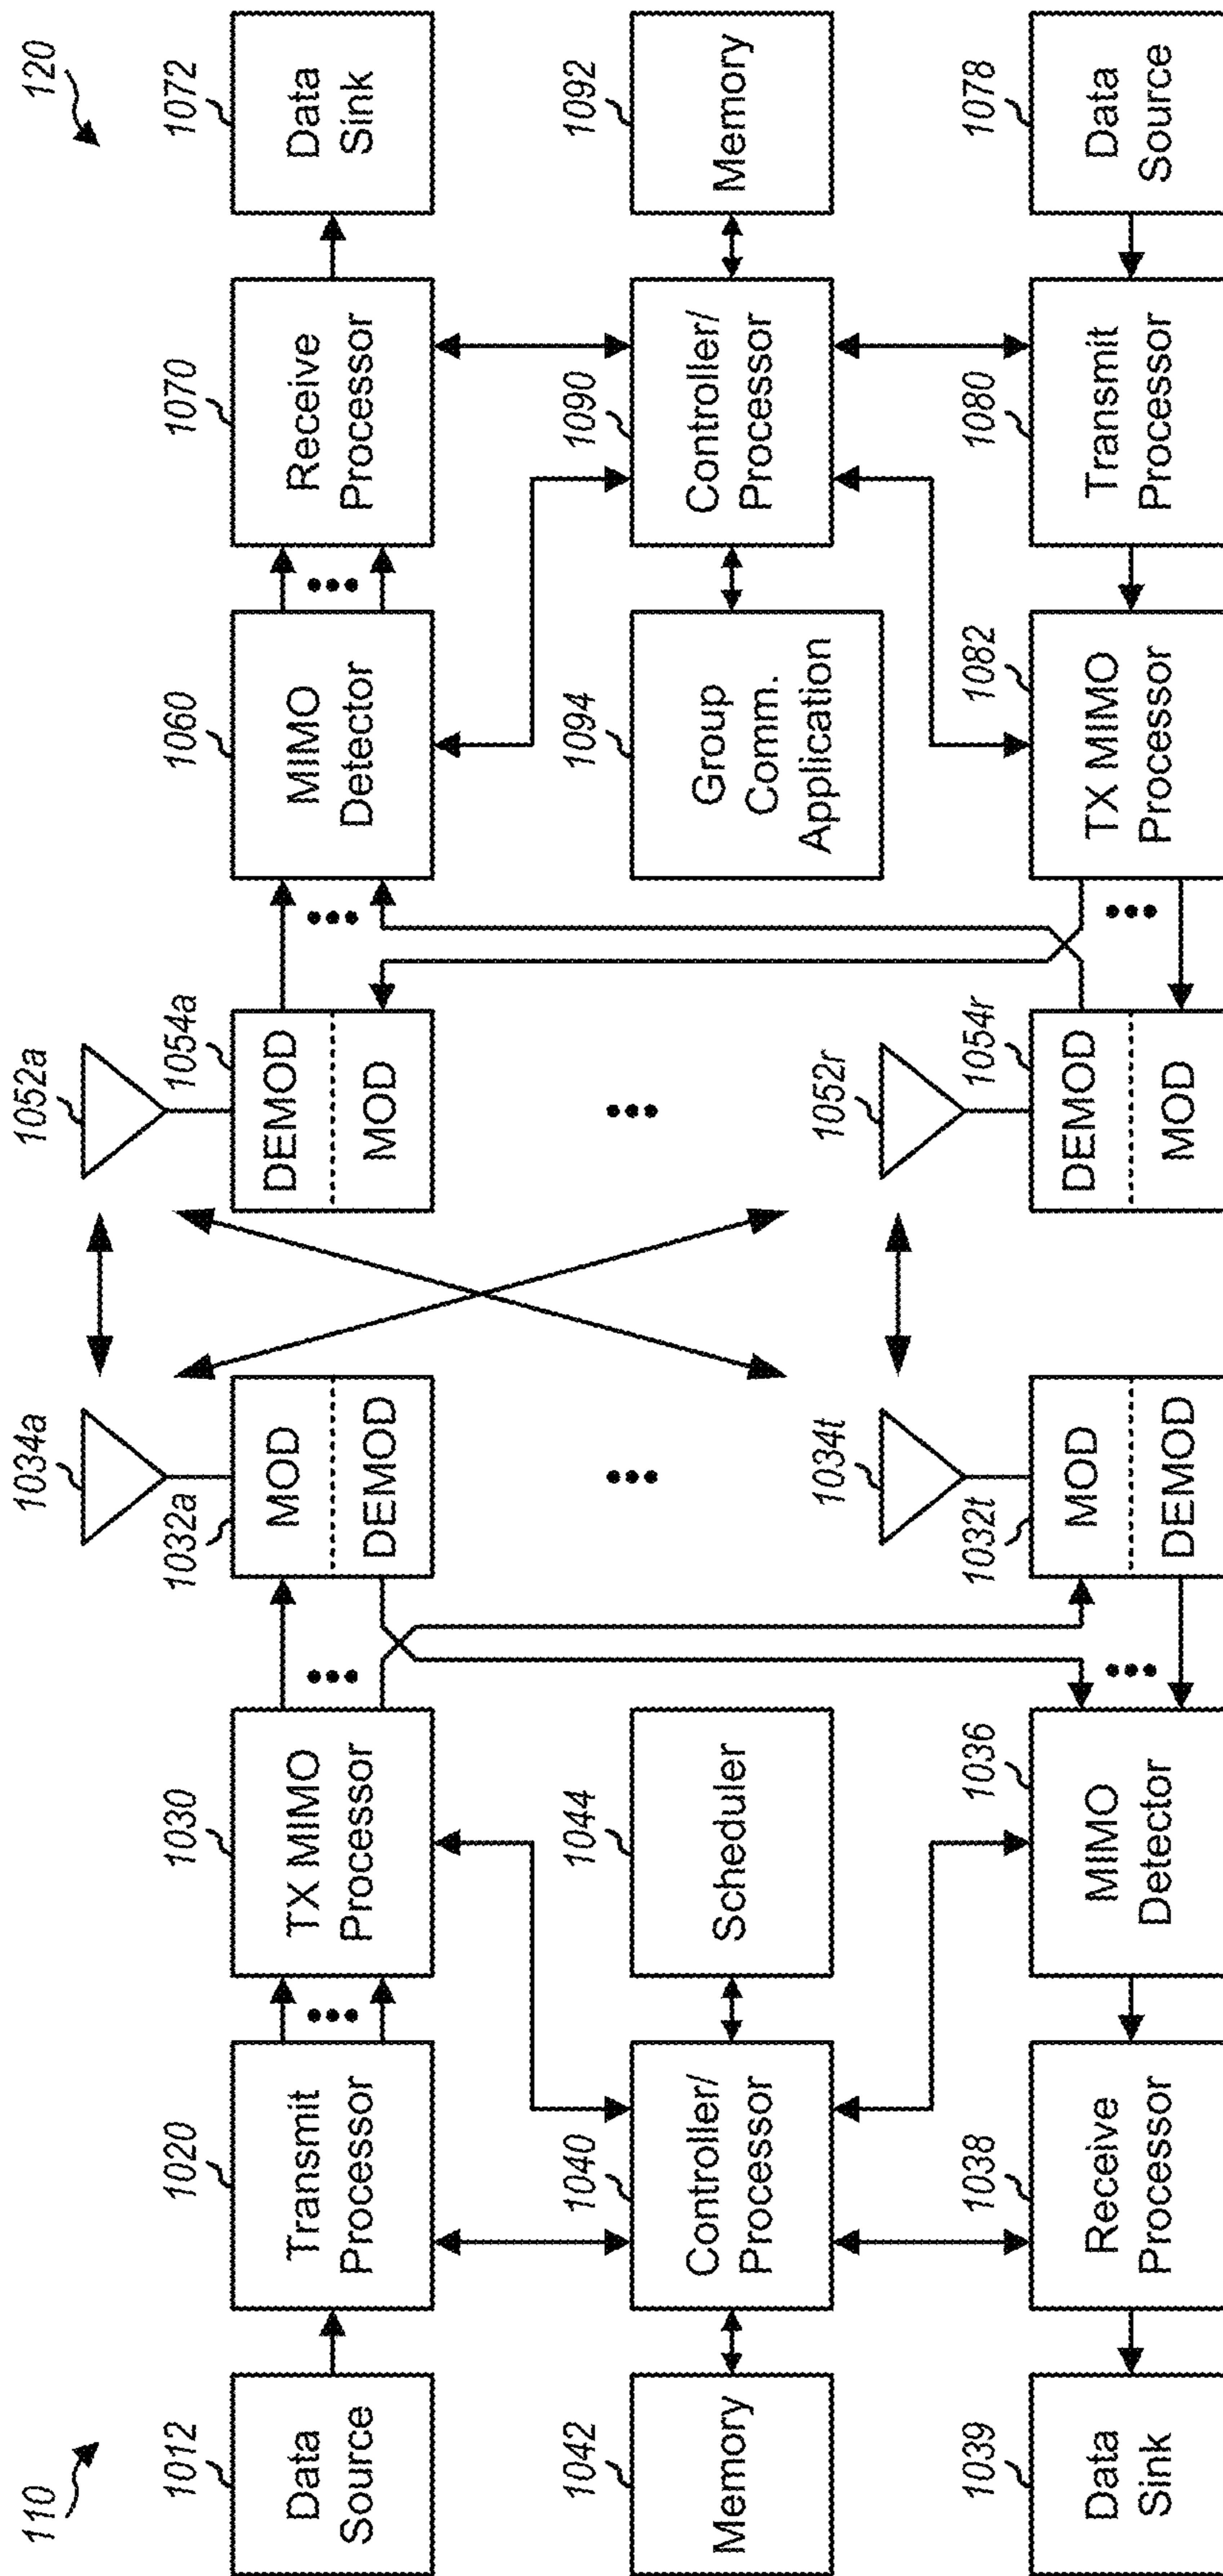 110
120
1012
1020
1030
1034a
1052a
1060
1070
1072
1032a
1054a
Data
Source
Transmit
Processor
TX MIMO
Processor
MOD
DEMOD
DEMOD
MOD
MIMO
Detector
Receive
Processor
Data
Sink
1042
1040
1044
1094
1090
1092
Memory
Controller/
Processor
Scheduler
Group
Comm.
Application
Controller/
Processor
Memory
1039
1038
1036
1034t
1032t
1052r
1054r
1082
1080
1078
Data
Sink
Receive
Processor
MIMO
Detector
MOD
DEMOD
DEMOD
MOD
TX MIMO
Processor
Transmit
Processor
Data
Source